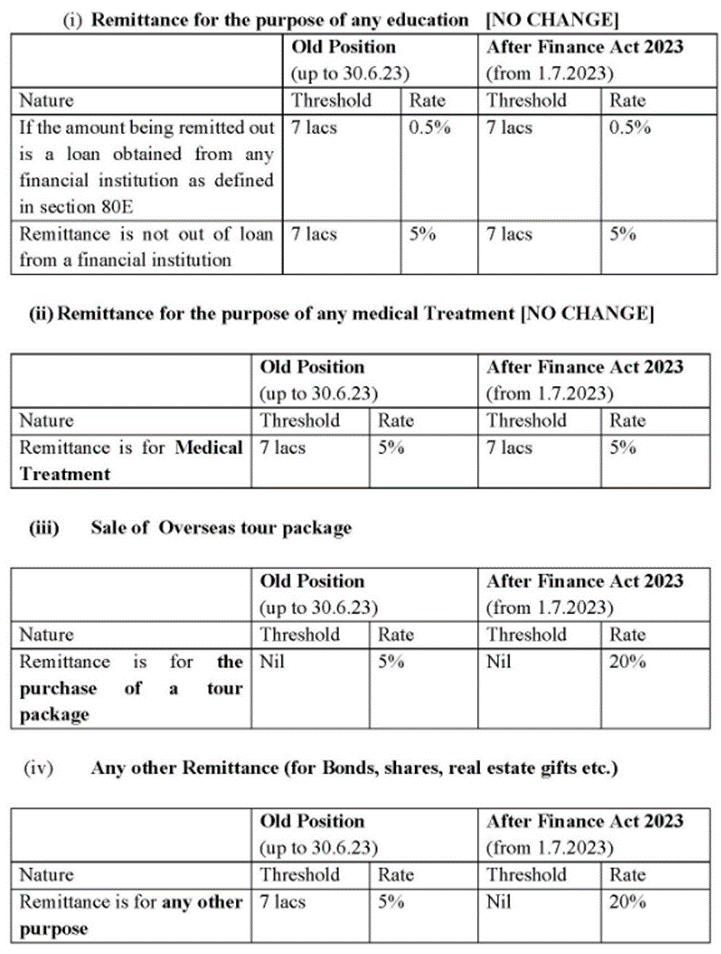 (i) Remittance for the purpose of any education [NO CHANGE]
Old Position After Finance Act 2023
(up to 30.6.23) (from 1.7.2023)
Nature Threshold Rate Threshold Rate
If the amount being remitted out 7 lacs 0.5% 7 lacs 0.5%
is a loan obtained from any
financial institution as defined
in section 80E
Remittance is not out of loan 7 lacs 5% 7 lacs 5%
from a financial institution
(ii) Remittance for the purpose of any medical Treatment [NO CHANGE]
Old Position After Finance Act 2023
(up to 30.6.23) (from 1.7.2023)
Nature Threshold Rate Threshold Rate
Remittance is for Medical 7 lacs 5% 7 lacs 5%
Treatment
(iii) Sale of Overseas tour package
Old Position After Finance Act 2023
(up to 30.6.23) (from 1.7.2023)
Nature Threshold Rate Threshold Rate
Remittance is for the Nil 5% Nil 20%
purchase of a tour
package
(iv) Any other Remittance (for Bonds, shares, real estate gifts etc.)
Old Position After Finance Act 2023
(up to 30.6.23) (from 1.7.2023)
Nature Threshold Rate Threshold Rate
Remittance is for any other 7 lacs 5% Nil 20%
purpose